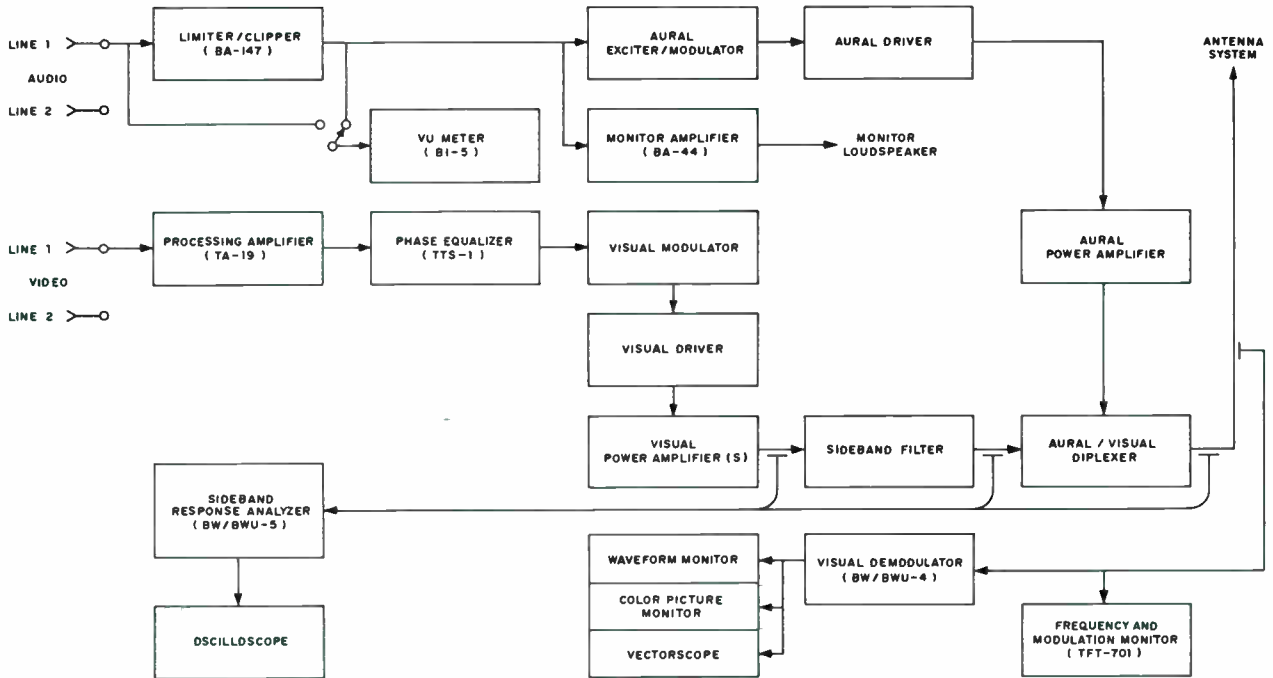 LINE 1
AUDIO
LINE 2
LIMITER/CLIPPER
(BA-147)
VU METER
(BI-5)
AURAL
EXCITER/MODULATOR
AURAL DRIVER
MONITOR AMPLIFIER
(BA-44)
MONITOR
LOUDSPEAKER
ANTENNA
SYSTEM
LINE 1
VIDEO
LINE 2
PROCESSING AMPLIFIER
(TA-19)
PHASE EQUALIZER
(TTS-1)
VISUAL MODULATOR
AURAL
POWER AMPLIFIER
VISUAL DRIVER
VISUAL
POWER AMPLIFIER (S)
SIDEBAND FILTER
AURAL / VISUAL
DIPLEXER
SIDEBAND
RESPONSE ANALYZER
(BW/BWU-5)
OSCILLOSCOPE
WAVEFORM MONITOR
COLOR PICTURE
MONITOR
VECTORSCOPE
VISUAL DEMODULATOR
(BW/BWU-4)
FREQUENCY AND
MODULATION MONITOR
(TFT-701)